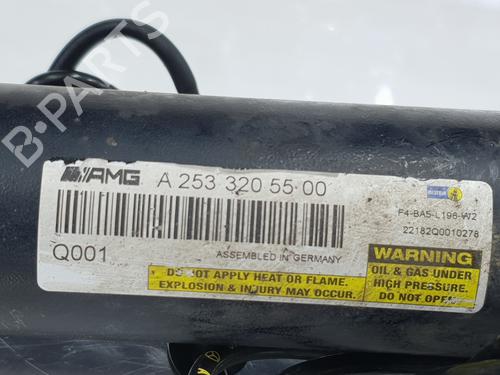 AMG A 253 320 55 00
BILSTEIN
F4-BA5-L196-W2
22182Q0010278
Q001
ASSEMBLED IN GERMANY
DO NOT APPLY HEAT OR FLAME.
EXPLOSION & INJURY MAY OCCUR.
WARNING
OIL & GAS UNDER
HIGH PRESSURE.
DO NOT OPEN.
B-PARTS